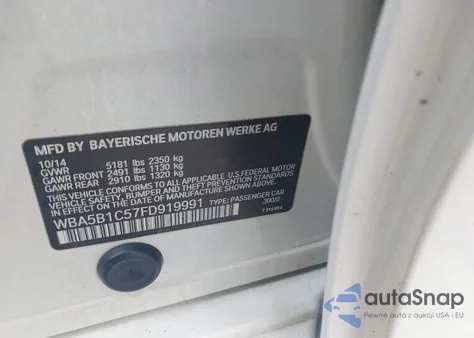 MFD BY BAYERISCHE MOTOREN WERKE AG
10/14
GVWR 5181 lbs 2350 kg
GAWR FRONT 2491 lbs 1130 kg
GAWR REAR 2910 lbs 1320 kg
THIS VEHICLE CONFORMS TO ALL APPLICABLE U.S. FEDERAL MOTOR
VEHICLE SAFETY, BUMPER AND THEFT PREVENTION STANDARDS IN
EFFECT ON THE DATE OF MANUFACTURE SHOWN ABOVE.
WBA5B1C57FD919991 TYPE: PASSENGER CAR
300/0
autoSnap
Pewne auta z aukcji USA i EU